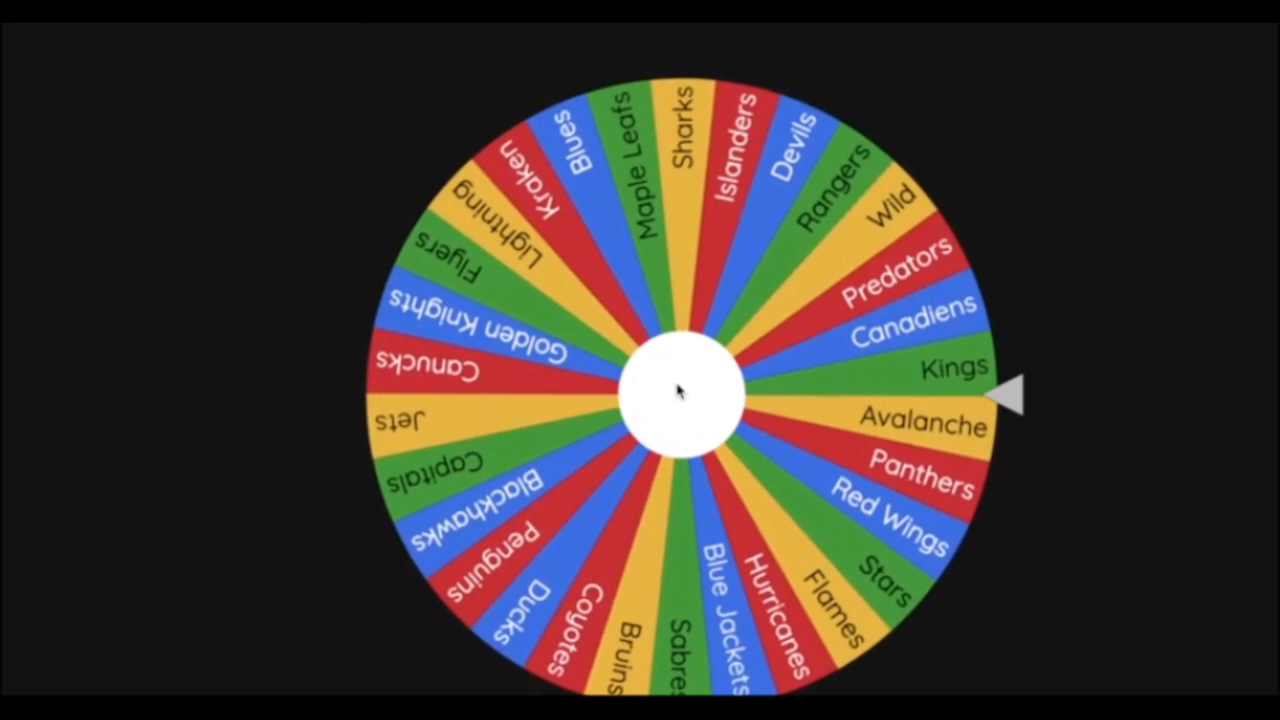 Sharks
Islanders
Devils
Rangers
Wild
Predators
Canadiens
Kings
Avalanche
Panthers
Red Wings
Stars
Flames
Hurricanes
Blue Jackets
Sabres
Bruins
Coyotes
Ducks
Penguins
Blackhawks
Capitals
Jets
Canucks
Golden Knights
Flyers
Lightning
Kraken
Blues
Maple Leafs